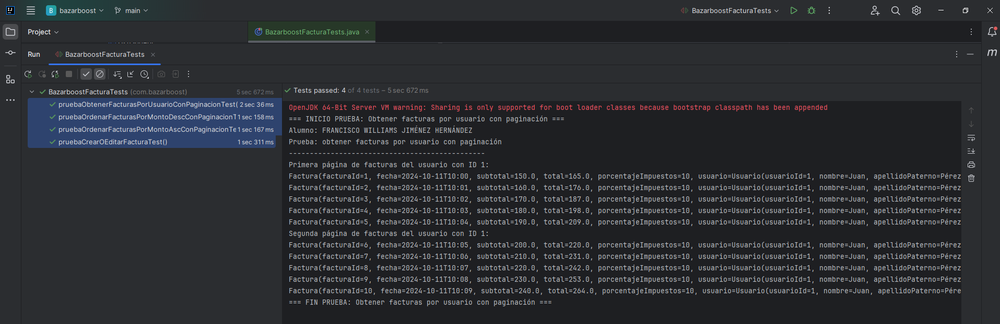 B bazarboost main BazarboostFacturaTests
Project BazarboostFacturaTests.java
Run BazarboostFacturaTests
BazarboostFacturaTests (com.bazarboost) 5 sec 672 ms
pruebaObtenerFacturasPorUsuarioConPaginacionTest( 2 sec 36 ms
pruebaOrdenarFacturasPorMontoDescConPaginacionT 1 sec 158 ms
pruebaOrdenarFacturasPorMontoAscConPaginacionTe 1 sec 167 ms
pruebaCrearOEditarFacturaTest() 1 sec 311 ms
Tests passed: 4 of 4 tests – 5 sec 672 ms
OpenJDK 64-Bit Server VM warning: Sharing is only supported for boot loader classes because bootstrap classpath has been appended
=== INICIO PRUEBA: Obtener facturas por usuario con paginación ===
Alumno: FRANCISCO WILLIAMS JIMÉNEZ HERNÁNDEZ
Prueba: obtener facturas por usuario con paginación
-----------------------------------------------
Primera página de facturas del usuario con ID 1:
Factura(facturaId=1, fecha=2024-10-11T10:00, subtotal=150.0, total=165.0, porcentajeImpuestos=10, usuario=Usuario(usuarioId=1, nombre=Juan, apellidoPaterno=Pérez
Factura(facturaId=2, fecha=2024-10-11T10:01, subtotal=160.0, total=176.0, porcentajeImpuestos=10, usuario=Usuario(usuarioId=1, nombre=Juan, apellidoPaterno=Pérez
Factura(facturaId=3, fecha=2024-10-11T10:02, subtotal=170.0, total=187.0, porcentajeImpuestos=10, usuario=Usuario(usuarioId=1, nombre=Juan, apellidoPaterno=Pérez
Factura(facturaId=4, fecha=2024-10-11T10:03, subtotal=180.0, total=198.0, porcentajeImpuestos=10, usuario=Usuario(usuarioId=1, nombre=Juan, apellidoPaterno=Pérez
Factura(facturaId=5, fecha=2024-10-11T10:04, subtotal=190.0, total=209.0, porcentajeImpuestos=10, usuario=Usuario(usuarioId=1, nombre=Juan, apellidoPaterno=Pérez
Segunda página de facturas del usuario con ID 1:
Factura(facturaId=6, fecha=2024-10-11T10:05, subtotal=200.0, total=220.0, porcentajeImpuestos=10, usuario=Usuario(usuarioId=1, nombre=Juan, apellidoPaterno=Pérez
Factura(facturaId=7, fecha=2024-10-11T10:06, subtotal=210.0, total=231.0, porcentajeImpuestos=10, usuario=Usuario(usuarioId=1, nombre=Juan, apellidoPaterno=Pérez
Factura(facturaId=8, fecha=2024-10-11T10:07, subtotal=220.0, total=242.0, porcentajeImpuestos=10, usuario=Usuario(usuarioId=1, nombre=Juan, apellidoPaterno=Pérez
Factura(facturaId=9, fecha=2024-10-11T10:08, subtotal=230.0, total=253.0, porcentajeImpuestos=10, usuario=Usuario(usuarioId=1, nombre=Juan, apellidoPaterno=Pérez
Factura(facturaId=10, fecha=2024-10-11T10:09, subtotal=240.0, total=264.0, porcentajeImpuestos=10, usuario=Usuario(usuarioId=1, nombre=Juan, apellidoPaterno=Pére
=== FIN PRUEBA: Obtener facturas por usuario con paginación ===